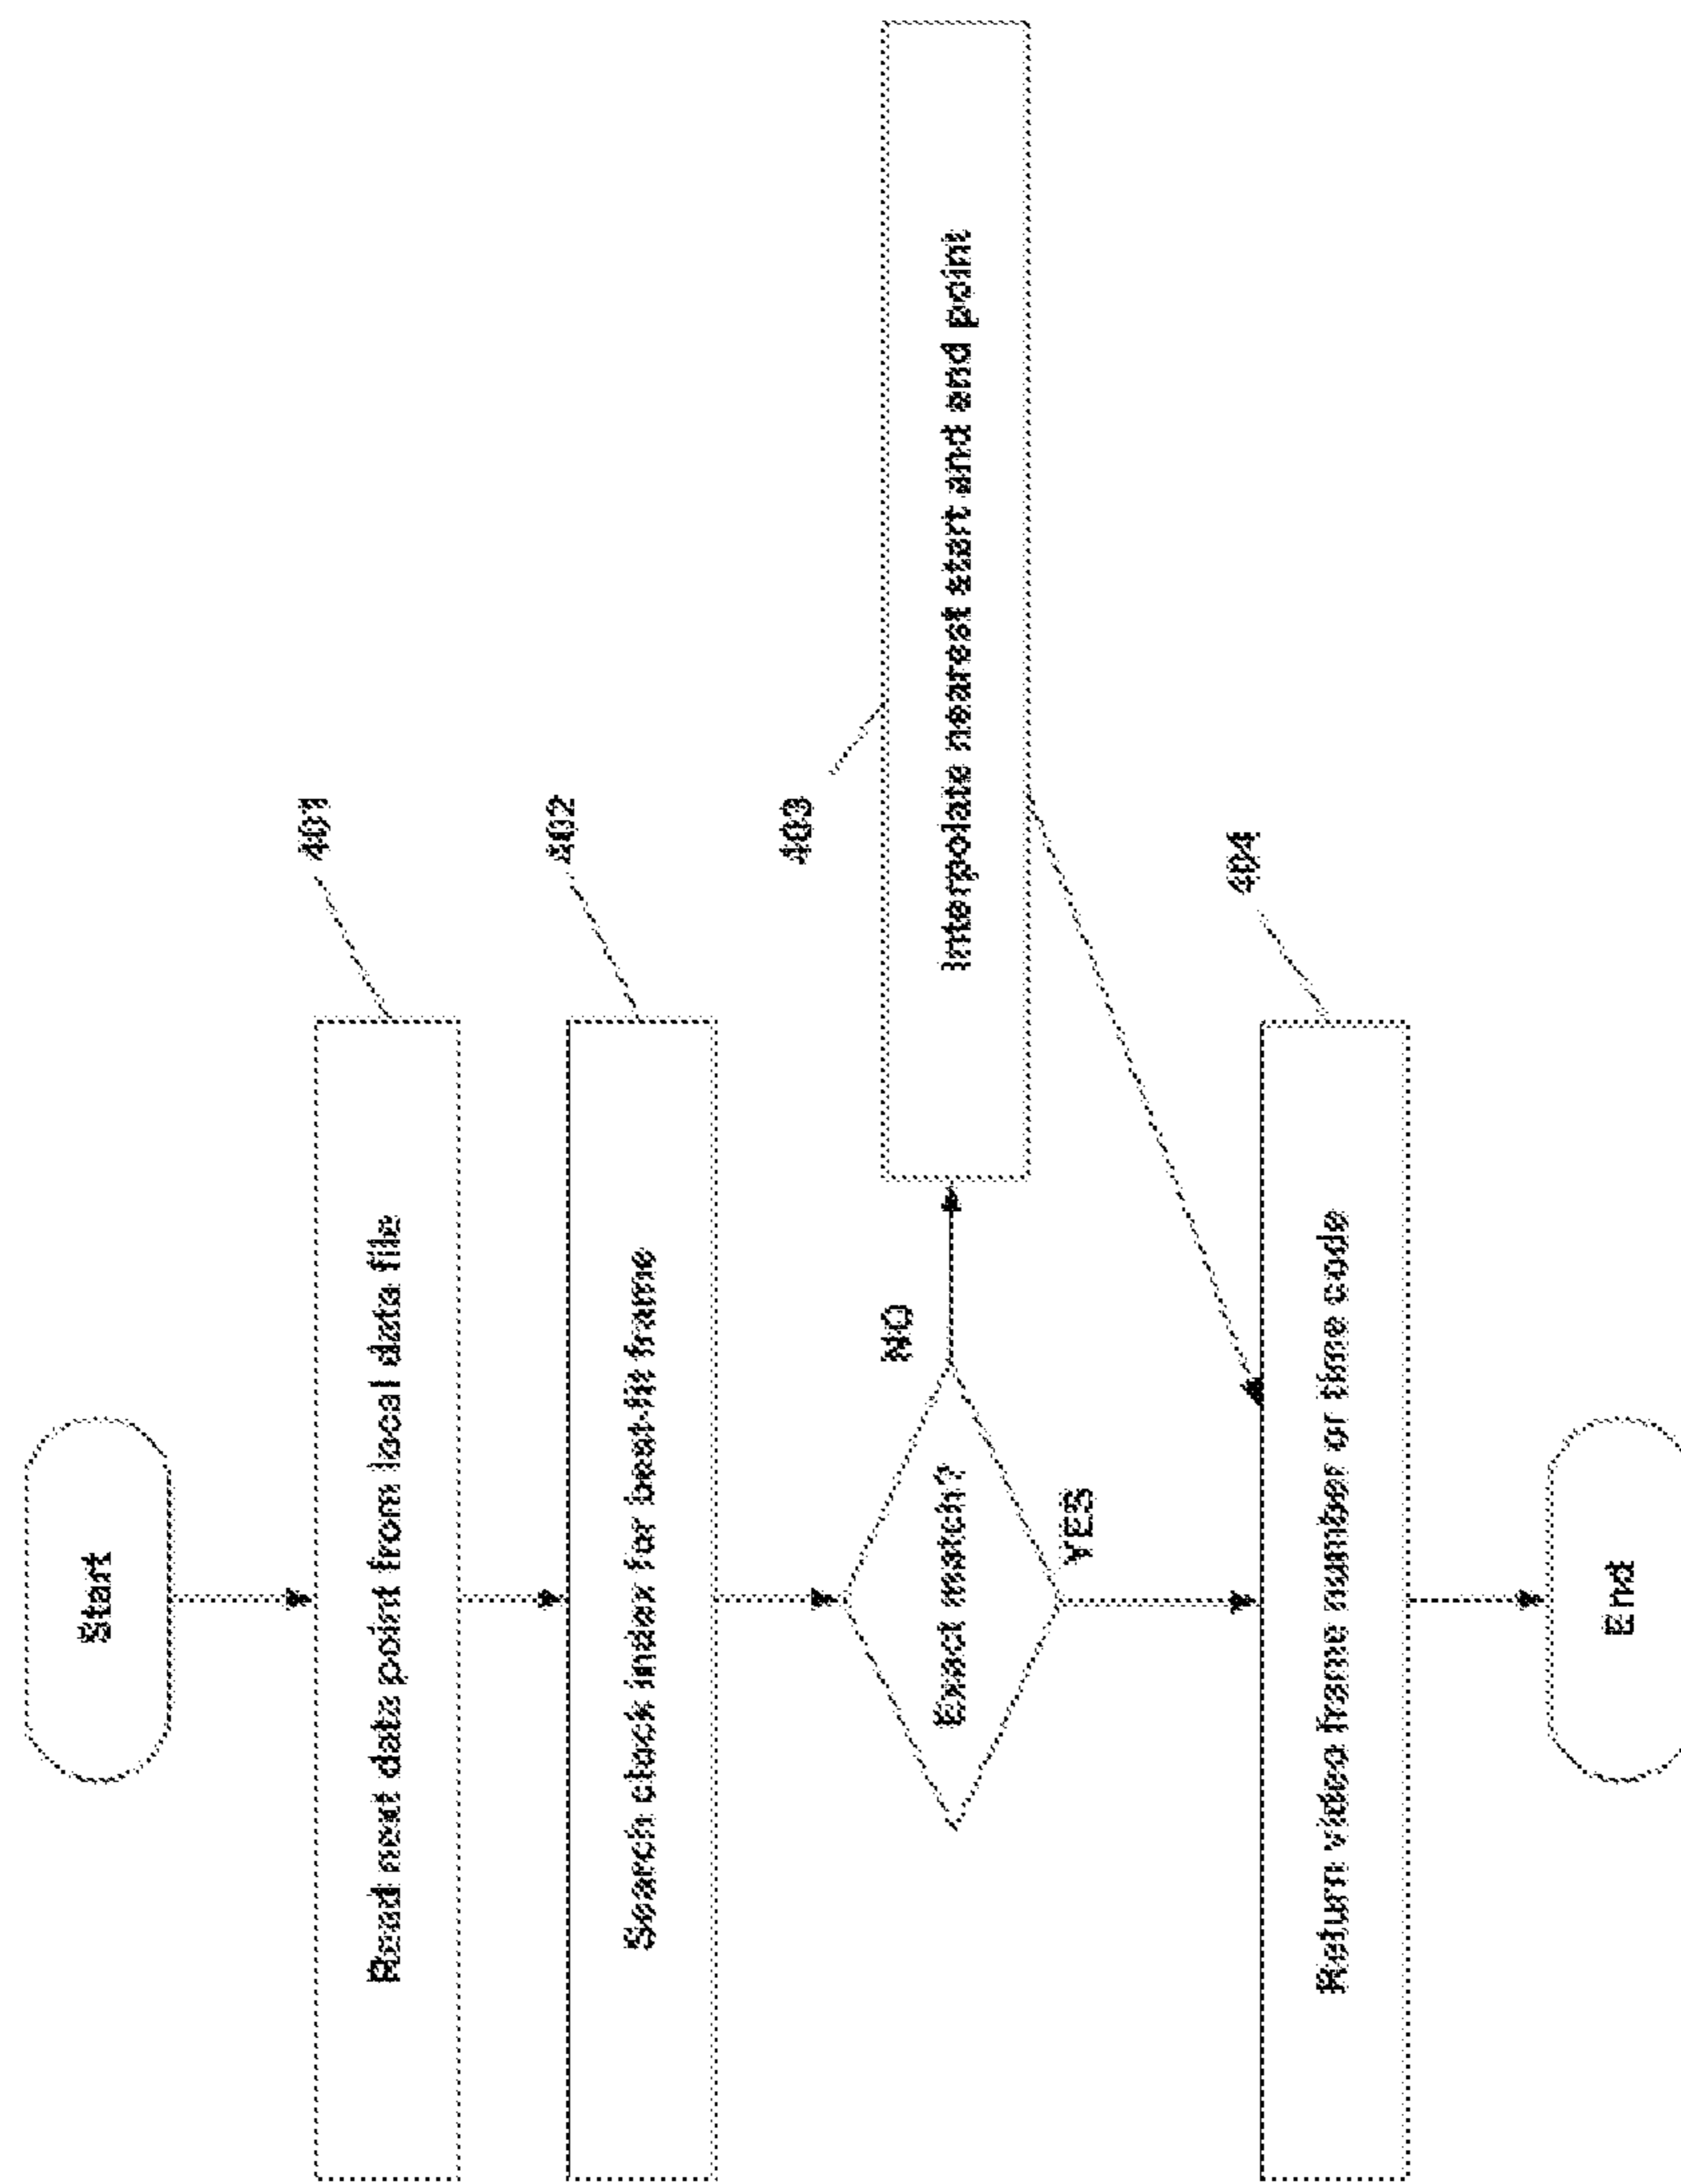 Start
401
Read next data point from local data file
402
Search clock index for best-fit frame
Exact match?
NO
YES
403
Interpolate nearest start and end point
404
Return video frame number or time code
End